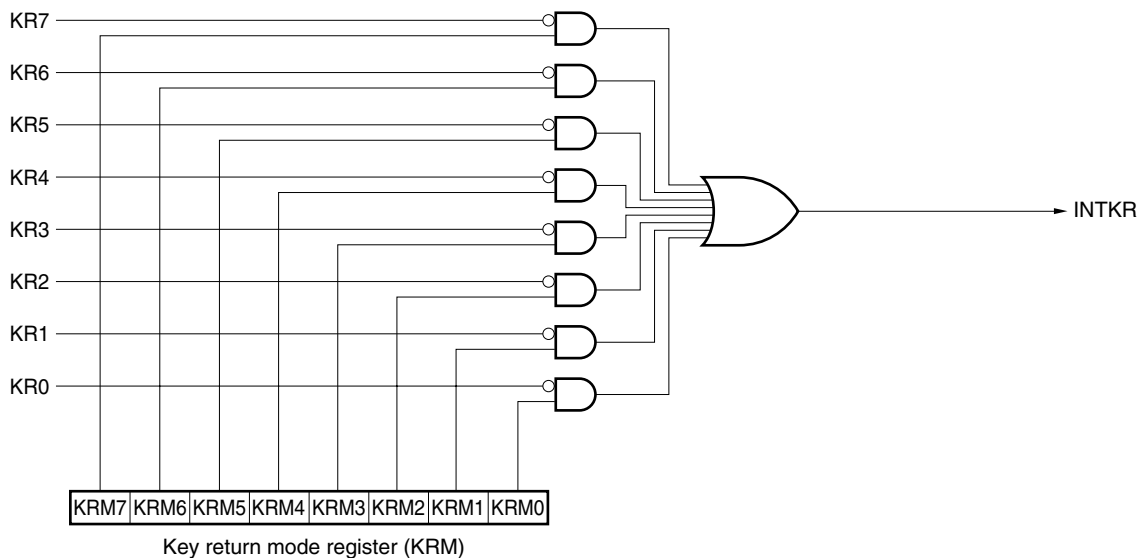 KR7
KR6
KR5
KR4
KR3
KR2
KR1
KR0
INTKR
KRM7 KRM6 KRM5 KRM4 KRM3 KRM2 KRM1 KRM0
Key return mode register (KRM)